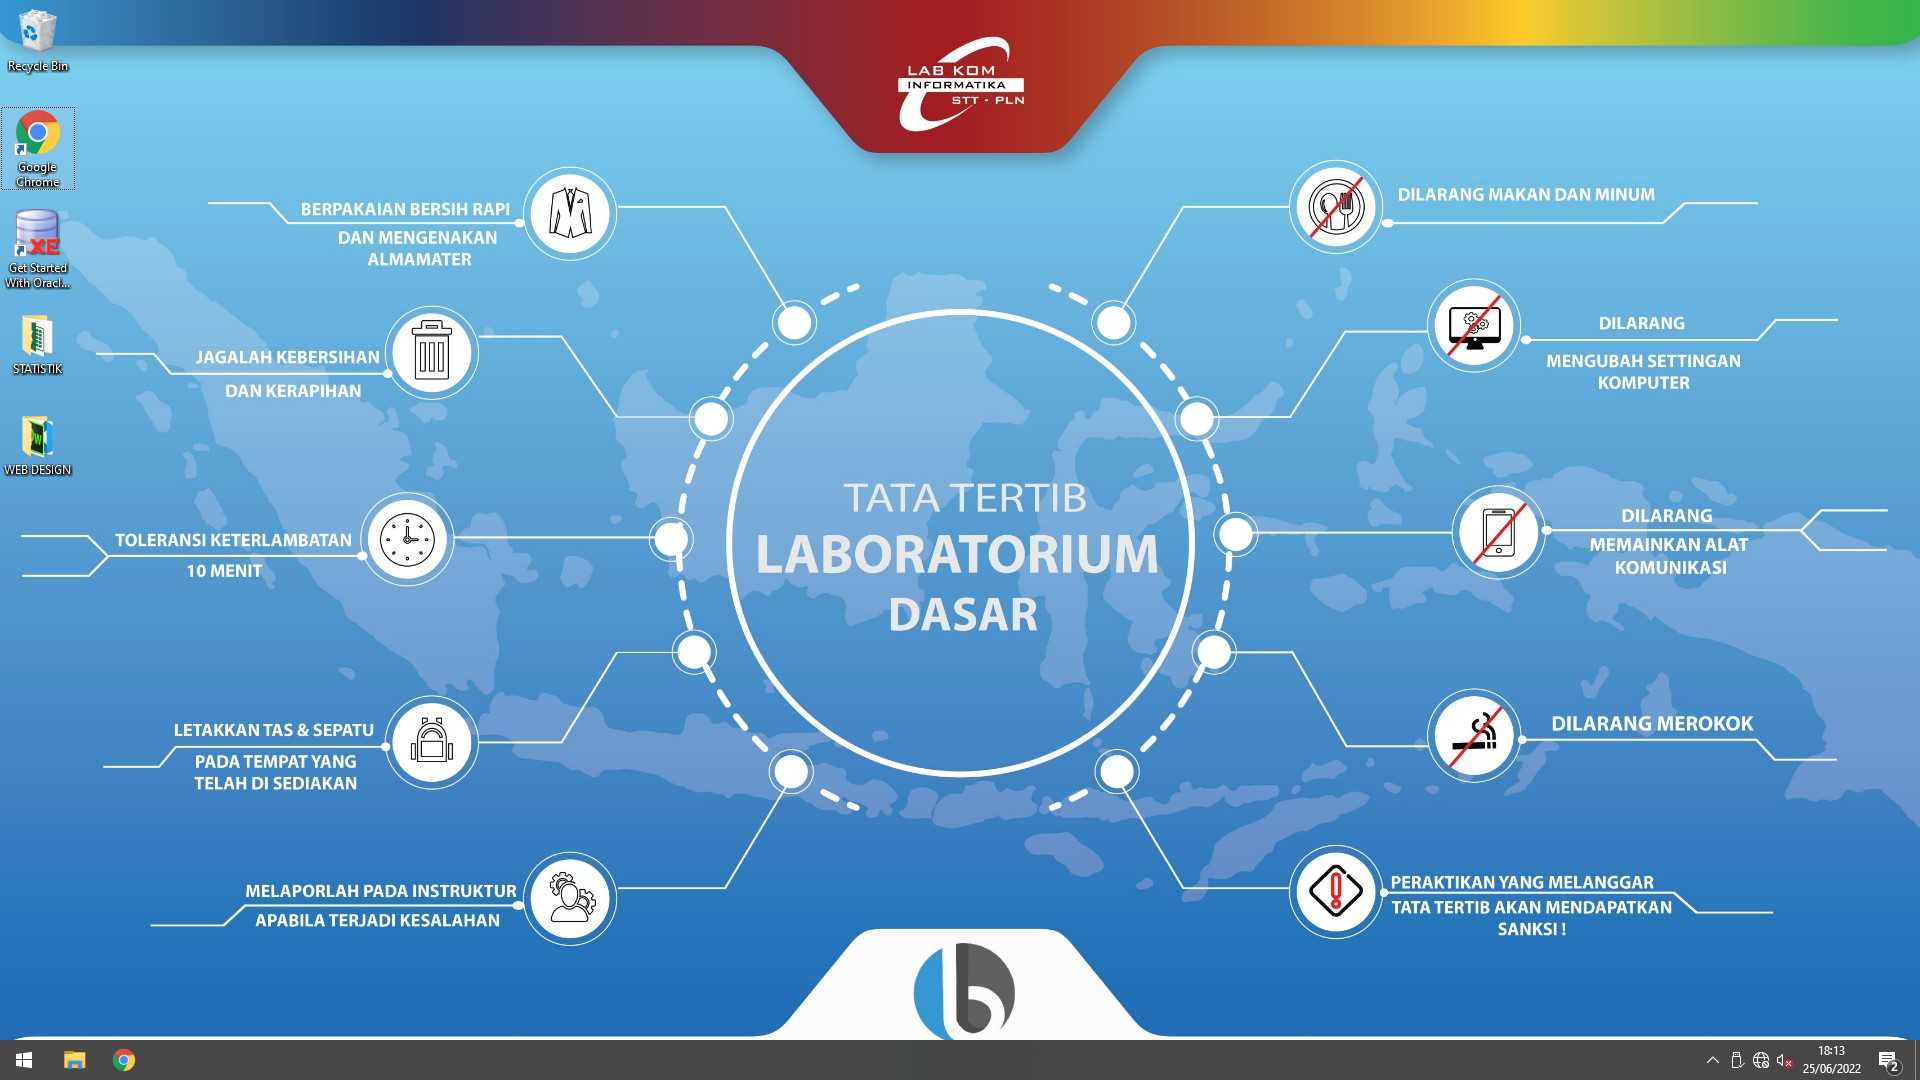 Recycle Bin
Google
Chrome
Get Started
With Oracl...
STATISTIK
WEB DESIGN
LAB KOM
INFORMATIKA
STT - PLN
BERPAKAIAN BERSIH RAPI
DAN MENGENAKAN
ALMAMATER
JAGALAH KEBERSIHAN
DAN KERAPIHAN
TOLERANSI KETERLAMBATAN
10 MENIT
LETAKKAN TAS & SEPATU
PADA TEMPAT YANG
TELAH DI SEDIAKAN
MELAPORLAH PADA INSTRUKTUR
APABILA TERJADI KESALAHAN
TATA TERTIB
LABORATORIUM
DASAR
DILARANG MAKAN DAN MINUM
DILARANG
MENGUBAH SETTINGAN
KOMPUTER
DILARANG
MEMAINKAN ALAT
KOMUNIKASI
DILARANG MEROKOK
PERAKTIKAN YANG MELANGGAR
TATA TERTIB AKAN MENDAPATKAN
SANKSI !
XE
DW
b
18:13
25/06/2022
2